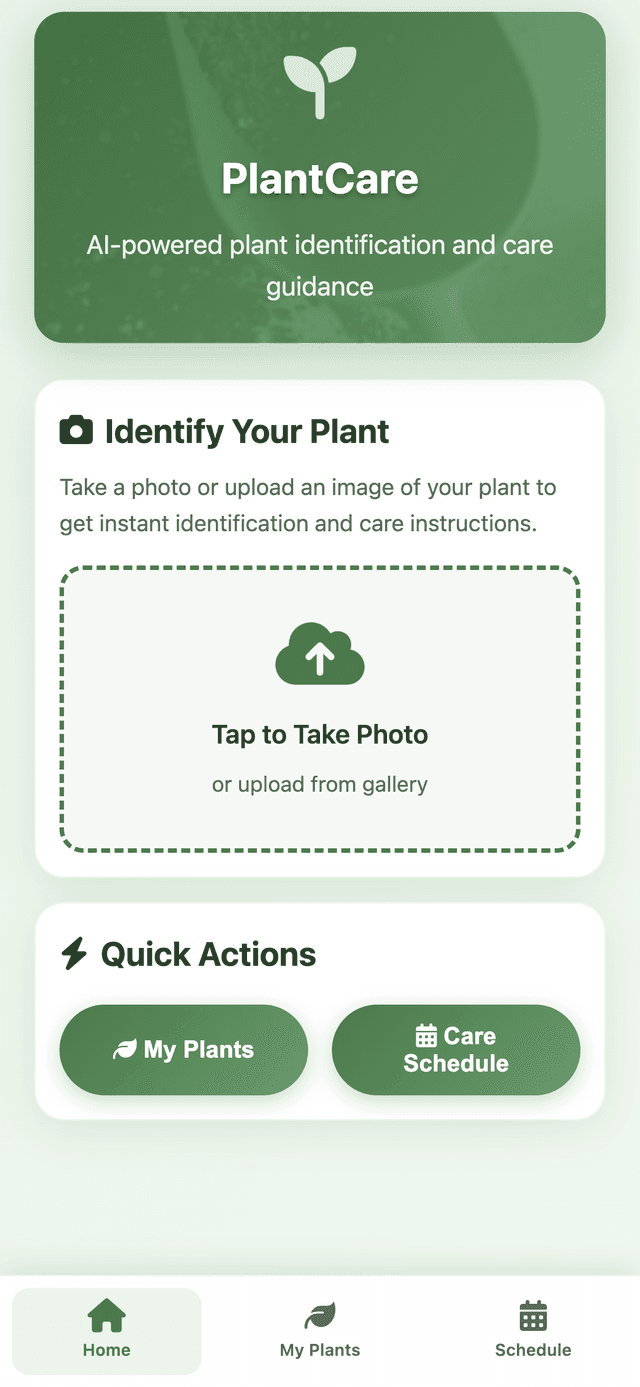 PlantCare
AI-powered plant identification and care
guidance
Identify Your Plant
Take a photo or upload an image of your plant to
get instant identification and care instructions.
Tap to Take Photo
or upload from gallery
Quick Actions
My Plants
Care
Schedule
Home
My Plants
Schedule